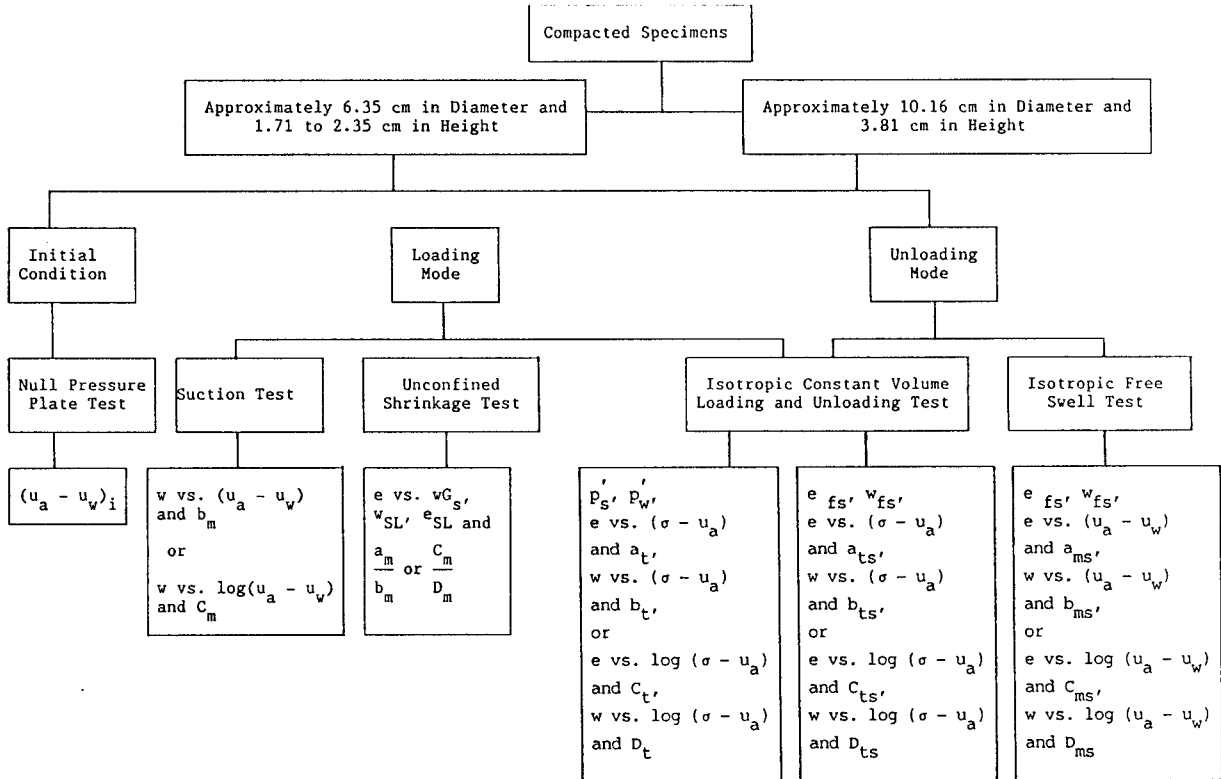 Compacted Specimens
Approximately 6.35 cm in Diameter and
1.71 to 2.35 cm in Height
Approximately 10.16 cm in Diameter and
3.81 cm in Height
Initial
Condition
Loading
Mode
Unloading
Mode
Null Pressure
Plate Test
Suction Test
Unconfined
Shrinkage Test
Isotropic Constant Volume
Loading and Unloading Test
Isotropic Free
Swell Test
(u_a - u_w)_i
w vs. (u_a - u_w)
and b_m
or
w vs. log(u_a - u_w)
and C_m
e vs. wG_s,
w_SL, e_SL and
a_m/b_m or C_m/D_m
p'_s, p'_w,
e vs. (σ - u_a)
and a_t,
w vs. (σ - u_a)
and b_t,
or
e vs. log (σ - u_a)
and C_t,
w vs. log (σ - u_a)
and D_t
e_fs, w_fs,
e vs. (σ - u_a)
and a_ts,
w vs. (σ - u_a)
and b_ts,
or
e vs. log (σ - u_a)
and C_ts,
w vs. log (σ - u_a)
and D_ts
e_fs, w_fs,
e vs. (u_a - u_w)
and a_ms,
w vs. (u_a - u_w)
and b_ms,
or
e vs. log (u_a - u_w)
and C_ms,
w vs. log (u_a - u_w)
and D_ms